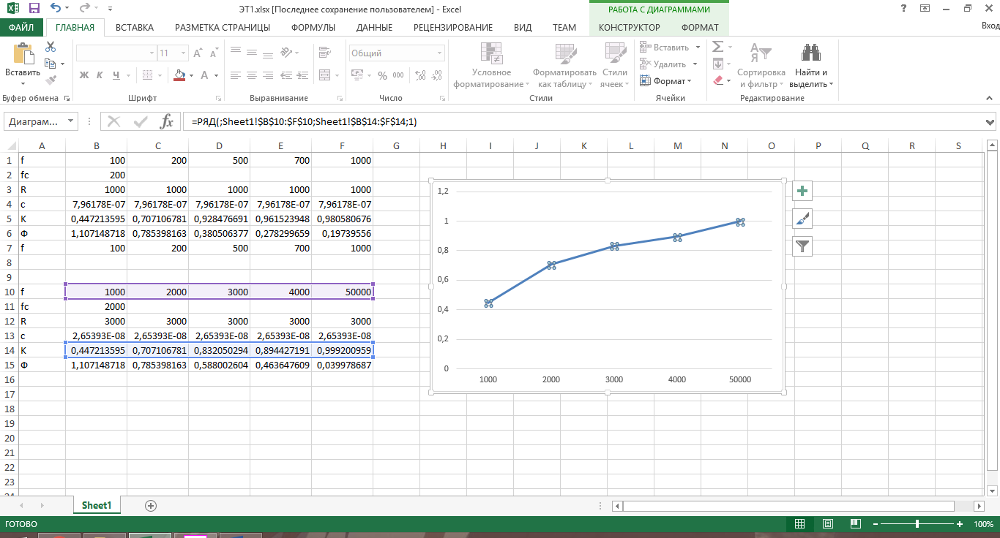 ЭТ1.xlsx [Последнее сохранение пользователем] - Excel
РАБОТА С ДИАГРАММАМИ
?
ФАЙЛ ГЛАВНАЯ ВСТАВКА РАЗМЕТКА СТРАНИЦЫ ФОРМУЛЫ ДАННЫЕ РЕЦЕНЗИРОВАНИЕ ВИД TEAM КОНСТРУКТОР ФОРМАТ Вход
Вставить
11
Ж К Ч А
Общий
% 000
Условное форматирование
Форматировать как таблицу
Стили ячеек
Вставить
Удалить
Формат
Сортировка и фильтр
Найти и выделить
Буфер обмена Шрифт Выравнивание Число Стили Ячейки Редактирование
Диаграм... fx =РЯД(;Sheet1!$B$10:$F$10;Sheet1!$B$14:$F$14;1)
A B C D E F G H I J K L M N O P Q R S
1 f 100 200 500 700 1000
2 fc 200
3 R 1000 1000 1000 1000 1000
4 c 7,96178E-07 7,96178E-07 7,96178E-07 7,96178E-07 7,96178E-07
5 K 0,447213595 0,707106781 0,928476691 0,961523948 0,980580676
6 Ф 1,107148718 0,785398163 0,380506377 0,278299659 0,19739556
7 f 100 200 500 700 1000
8
9
10 f 1000 2000 3000 4000 50000
11 fc 2000
12 R 3000 3000 3000 3000 3000
13 c 2,65393E-08 2,65393E-08 2,65393E-08 2,65393E-08 2,65393E-08
14 K 0,447213595 0,707106781 0,832050294 0,894427191 0,999200959
15 Ф 1,107148718 0,785398163 0,588002604 0,463647609 0,039978687
16
17
18
19
20
21
22
23
1,2
1
0,8
0,6
0,4
0,2
0
1000 2000 3000 4000 50000
Sheet1
ГОТОВО
100%